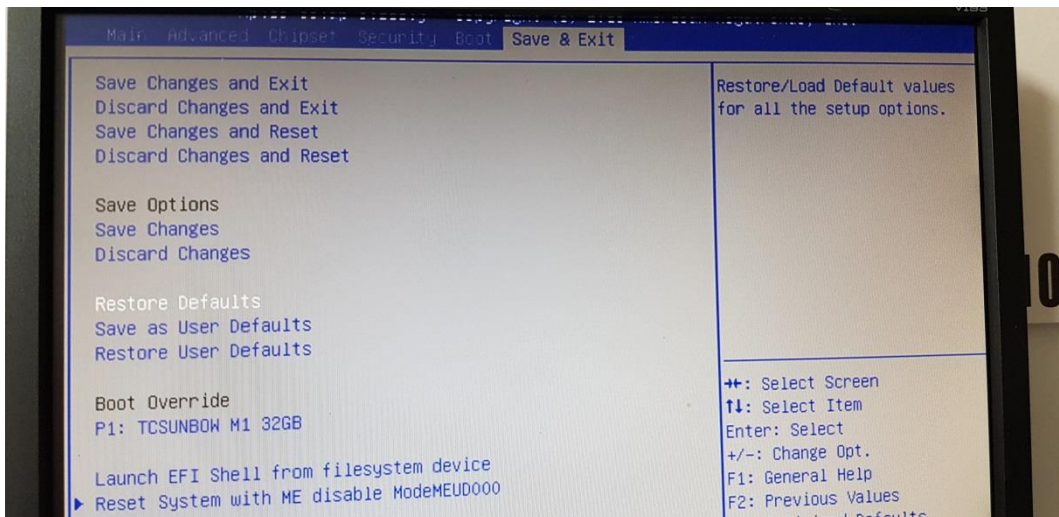 Main Advanced Chipset Security Boot Save & Exit
Save Changes and Exit
Discard Changes and Exit
Save Changes and Reset
Discard Changes and Reset
Save Options
Save Changes
Discard Changes
Restore Defaults
Save as User Defaults
Restore User Defaults
Boot Override
P1: TCSUNBOW M1 32GB
Launch EFI Shell from filesystem device
▶ Reset System with ME disable ModeMEUD000
Restore/Load Default values
for all the setup options.
→←: Select Screen
↑↓: Select Item
Enter: Select
+/-: Change Opt.
F1: General Help
F2: Previous Values
10